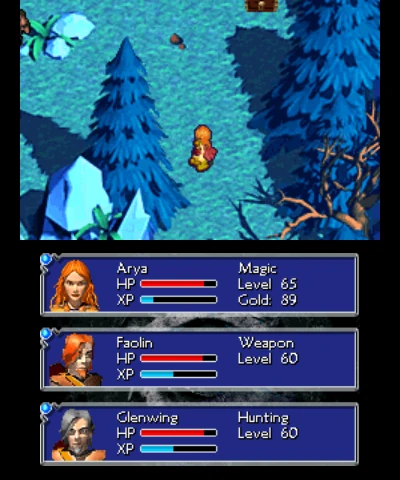 Arya Magic
HP Level 65
XP Gold: 89
Faolin Weapon
HP Level 60
XP
Glenwing Hunting
HP Level 60
XP